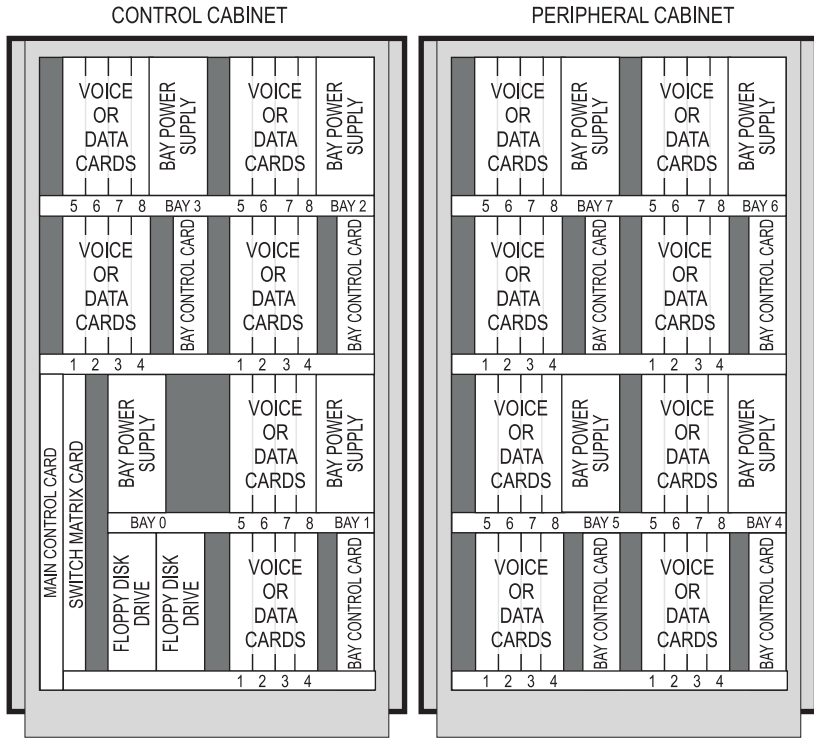 CONTROL CABINET
VOICE
OR
DATA
CARDS
BAY POWER
SUPPLY
VOICE
OR
DATA
CARDS
BAY POWER
SUPPLY
5 6 7 8 BAY 3 5 6 7 8 BAY 2
VOICE
OR
DATA
CARDS
BAY CONTROL CARD
VOICE
OR
DATA
CARDS
BAY CONTROL CARD
1 2 3 4 1 2 3 4
MAIN CONTROL CARD
SWITCH MATRIX CARD
BAY POWER
SUPPLY
VOICE
OR
DATA
CARDS
BAY POWER
SUPPLY
BAY 0 5 6 7 8 BAY 1
FLOPPY DISK
DRIVE
FLOPPY DISK
DRIVE
VOICE
OR
DATA
CARDS
BAY CONTROL CARD
1 2 3 4
PERIPHERAL CABINET
VOICE
OR
DATA
CARDS
BAY POWER
SUPPLY
VOICE
OR
DATA
CARDS
BAY POWER
SUPPLY
5 6 7 8 BAY 7 5 6 7 8 BAY 6
VOICE
OR
DATA
CARDS
BAY CONTROL CARD
VOICE
OR
DATA
CARDS
BAY CONTROL CARD
1 2 3 4 1 2 3 4
VOICE
OR
DATA
CARDS
BAY POWER
SUPPLY
VOICE
OR
DATA
CARDS
BAY POWER
SUPPLY
5 6 7 8 BAY 5 5 6 7 8 BAY 4
VOICE
OR
DATA
CARDS
BAY CONTROL CARD
VOICE
OR
DATA
CARDS
BAY CONTROL CARD
1 2 3 4 1 2 3 4